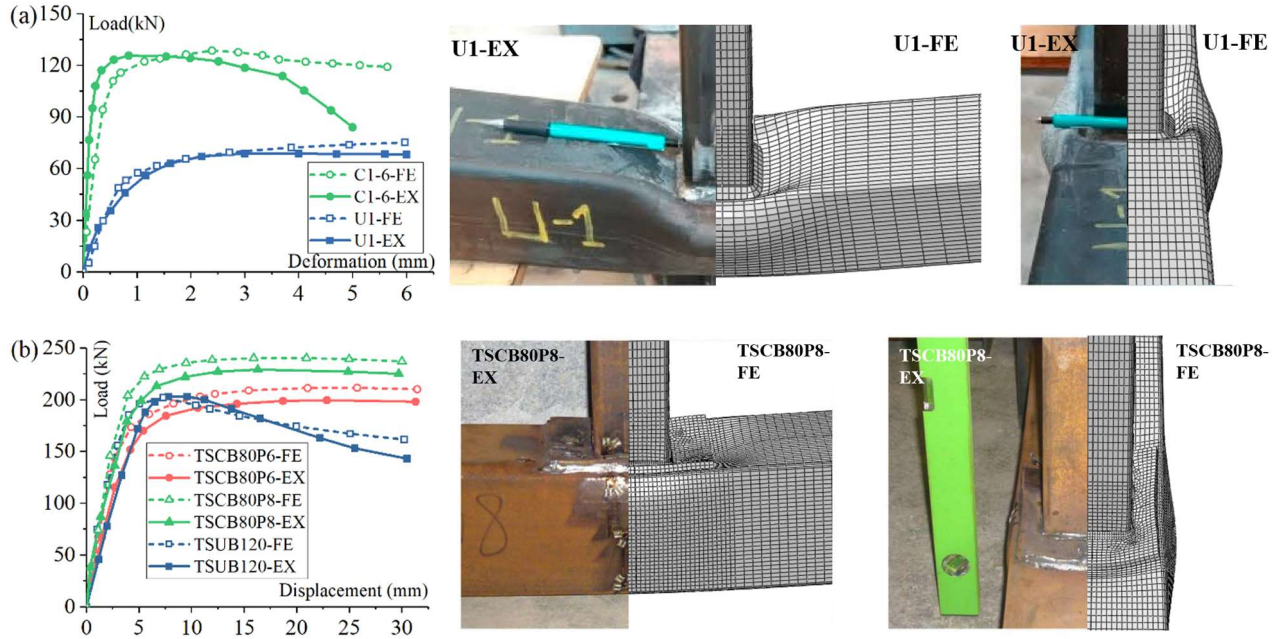 (a)
Load(kN)
150
120
90
60
30
0
C1-6-FE
C1-6-EX
U1-FE
U1-EX
Deformation (mm)
0 1 2 3 4 5 6
U1-EX
U1-FE
U-1
U1-EX
U1-FE
(b)
Load (kN)
250
200
150
100
50
0
TSCB80P6-FE
TSCB80P6-EX
TSCB80P8-FE
TSCB80P8-EX
TSUB120-FE
TSUB120-EX
Displacement (mm)
0 5 10 15 20 25 30
TSCB80P8-
EX
TSCB80P8-
FE
8
TSCB80P8-
EX
TSCB80P8-
FE